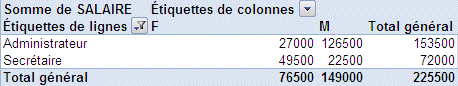 Somme de SALAIRE Étiquettes de colonnes
Étiquettes de lignes F M Total général
Administrateur 27000 126500 153500
Secrétaire 49500 22500 72000
Total général 76500 149000 225500